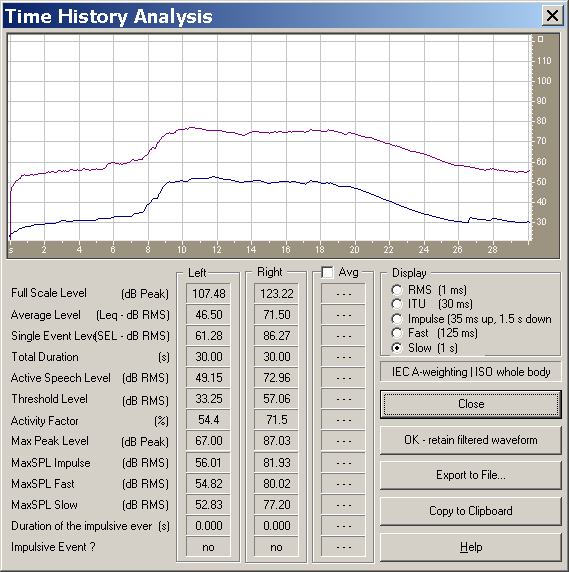 Time History Analysis
110
100
90
80
70
60
50
40
30
s 2 4 6 8 10 12 14 16 18 20 22 24 26 28
Left Right Avg Display
Full Scale Level (dB Peak) 107.48 123.22 ---
Average Level (Leq - dB RMS) 46.50 71.50 ---
Single Event Leve(SEL - dB RMS) 61.28 86.27 ---
Total Duration (s) 30.00 30.00 ---
Active Speech Level (dB RMS) 49.15 72.96 ---
Threshold Level (dB RMS) 33.25 57.06 ---
Activity Factor (%) 54.4 71.5 ---
Max Peak Level (dB Peak) 67.00 87.03 ---
MaxSPL Impulse (dB RMS) 56.01 81.93 ---
MaxSPL Fast (dB RMS) 54.82 80.02 ---
MaxSPL Slow (dB RMS) 52.83 77.20 ---
Duration of the impulsive ever (s) 0.000 0.000 ---
Impulsive Event ? no no ---
RMS (1 ms)
ITU (30 ms)
Impulse (35 ms up, 1.5 s down
Fast (125 ms)
Slow (1 s)
IEC A-weighting | ISO whole body
Close
OK - retain filtered waveform
Export to File...
Copy to Clipboard
Help